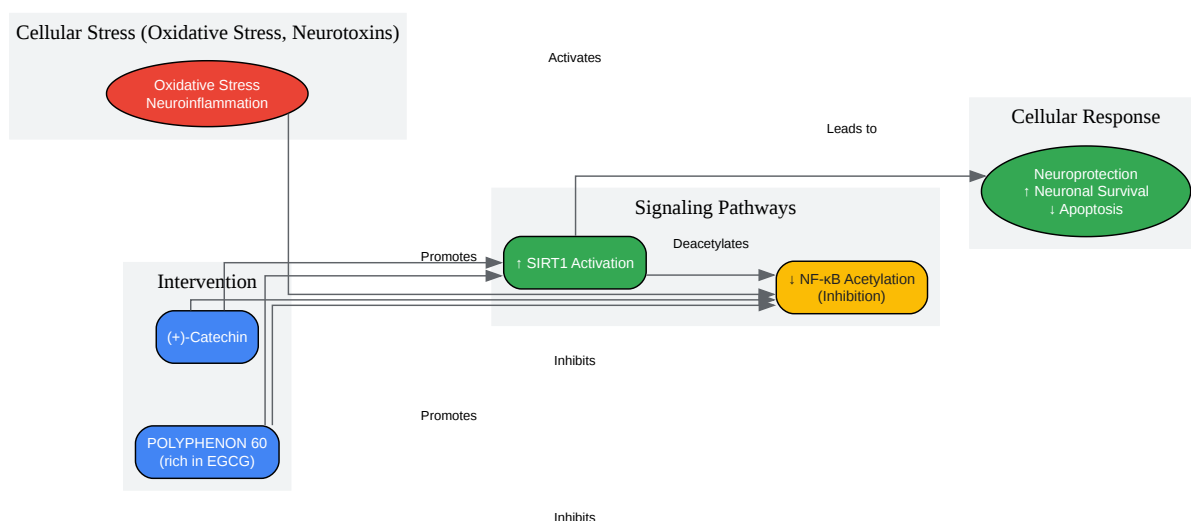 Cellular Stress (Oxidative Stress, Neurotoxins)
Oxidative Stress
Neuroinflammation
Activates
Leads to
Cellular Response
Neuroprotection
↑ Neuronal Survival
↓ Apoptosis
Signaling Pathways
Deacetylates
↑ SIRT1 Activation
↓ NF-κB Acetylation
(Inhibition)
Promotes
Intervention
(+)-Catechin
Inhibits
Promotes
POLYPHENON 60
(rich in EGCG)
Inhibits